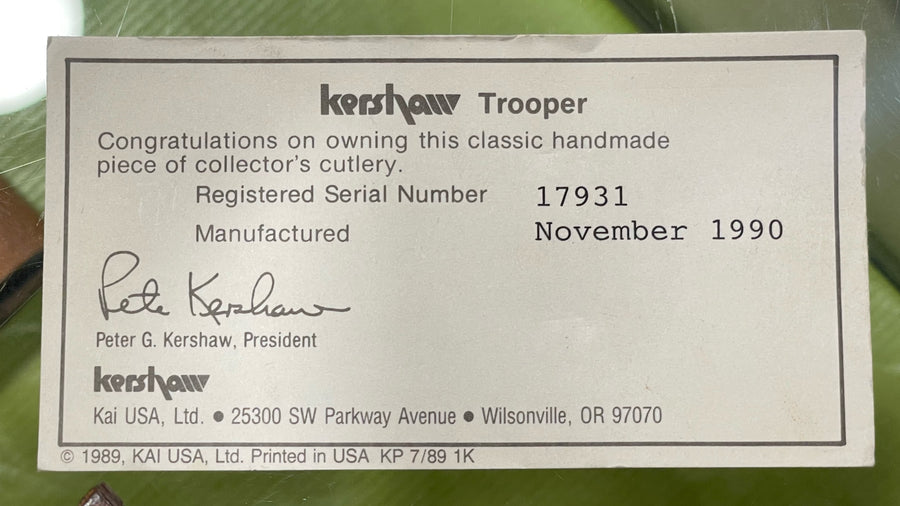 kershaw Trooper
Congratulations on owning this classic handmade
piece of collector's cutlery.
Registered Serial Number 17931
Manufactured November 1990
Pete Kershaw
Peter G. Kershaw, President
kershaw
Kai USA, Ltd. ● 25300 SW Parkway Avenue ● Wilsonville, OR 97070
© 1989, KAI USA, Ltd. Printed in USA KP 7/89 1K